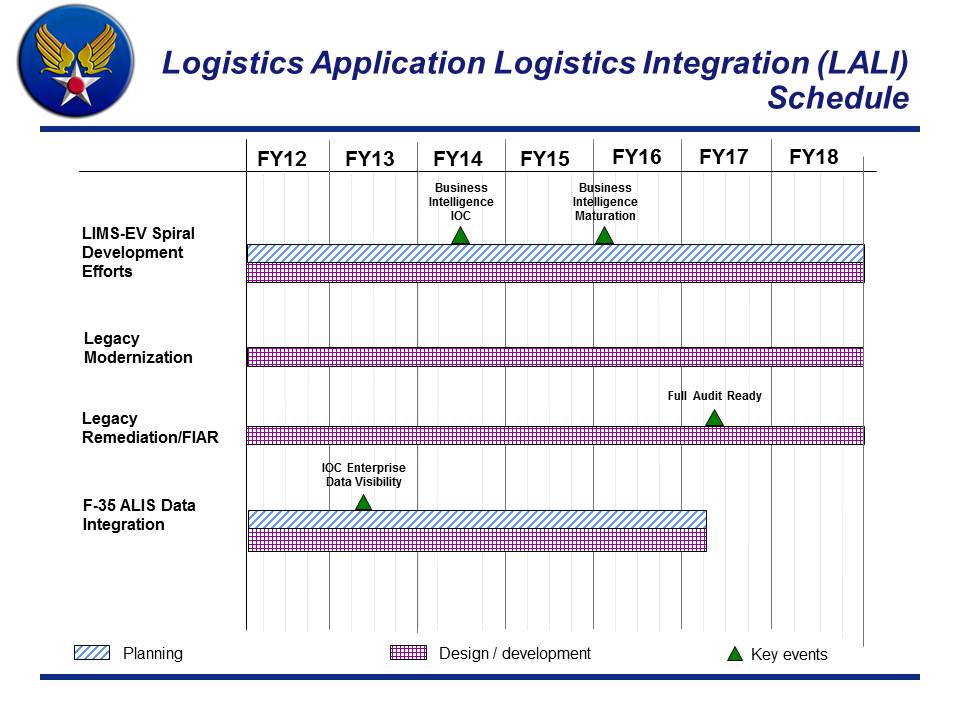 Logistics Application Logistics Integration (LALI)
Schedule
FY12 FY13 FY14 FY15 FY16 FY17 FY18
Business
Intelligence
IOC
Business
Intelligence
Maturation
LIMS-EV Spiral
Development
Efforts
Legacy
Modernization
Full Audit Ready
Legacy
Remediation/FIAR
IOC Enterprise
Data Visibility
F-35 ALIS Data
Integration
Planning
Design / development
Key events